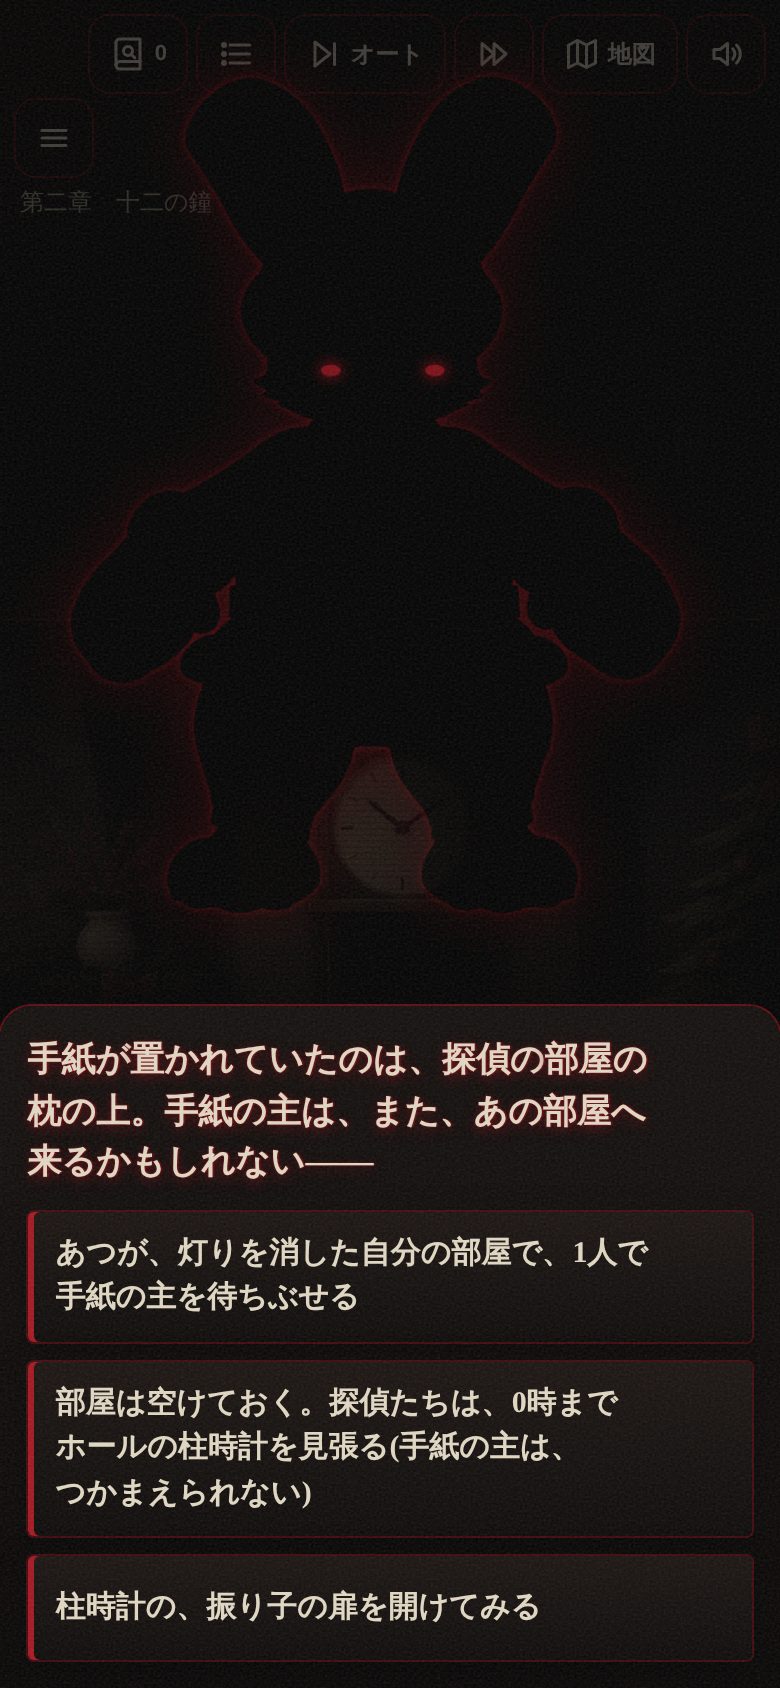 0
オート
地図
第二章　十二の鐘
手紙が置かれていたのは、探偵の部屋の
枕の上。手紙の主は、また、あの部屋へ
来るかもしれない――
あつが、灯りを消した自分の部屋で、1人で
手紙の主を待ちぶせる
部屋は空けておく。探偵たちは、0時まで
ホールの柱時計を見張る(手紙の主は、
つかまえられない)
柱時計の、振り子の扉を開けてみる